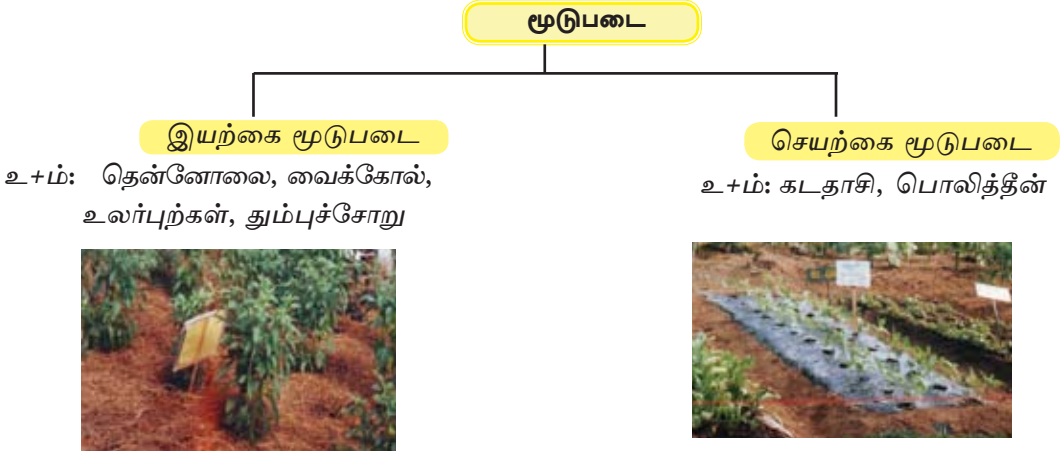 மூடுபடை
இயற்கை மூடுபடை
உ+ம்: தென்னோலை, வைக்கோல்,
உலர்புற்கள், தும்புச்சோறு
செயற்கை மூடுபடை
உ+ம்: கடதாசி, பொலித்தீன்